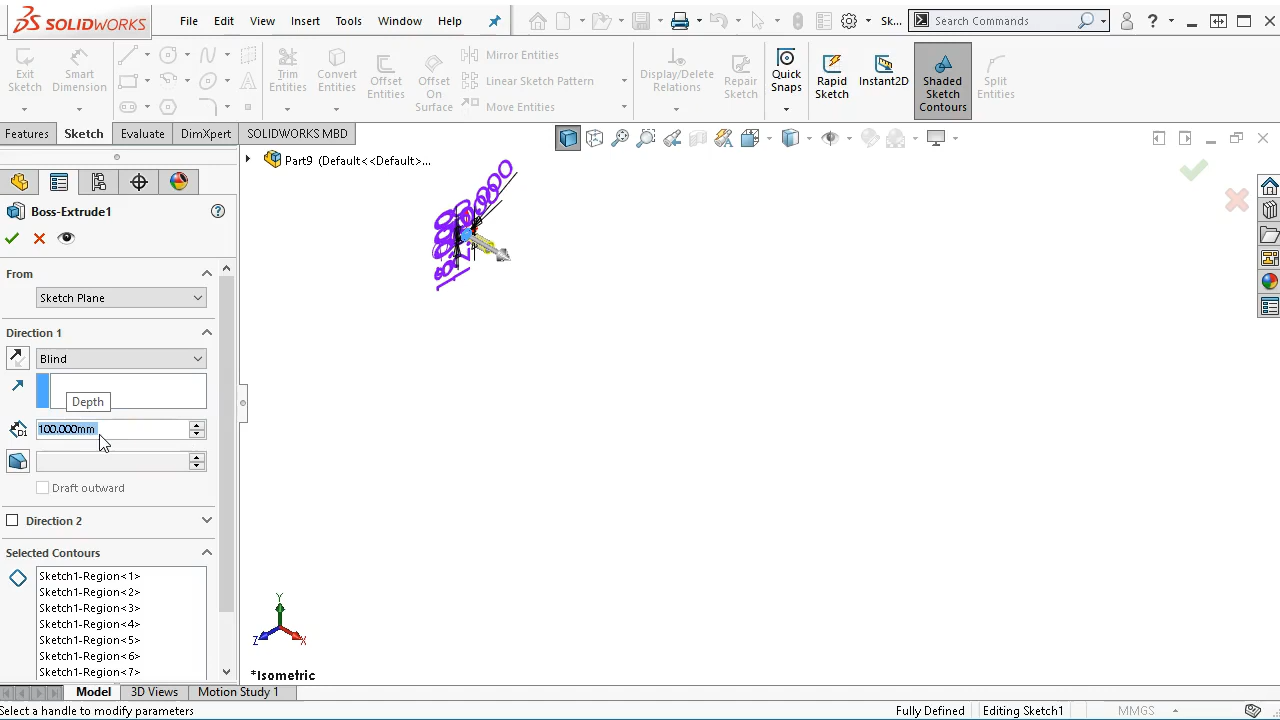 SOLIDWORKS
File Edit View Insert Tools Window Help
Sk...
Search Commands
Exit Sketch
Smart Dimension
Trim Entities
Convert Entities
Offset Entities
Offset On Surface
Mirror Entities
Linear Sketch Pattern
Move Entities
Display/Delete Relations
Repair Sketch
Quick Snaps
Rapid Sketch
Instant2D
Shaded Sketch Contours
Split Entities
Features Sketch Evaluate DimXpert SOLIDWORKS MBD
Part9 (Default<<Default>...
Boss-Extrude1
From
Sketch Plane
Direction 1
Blind
Depth
100.000mm
Draft outward
Direction 2
Selected Contours
Sketch1-Region<1>
Sketch1-Region<2>
Sketch1-Region<3>
Sketch1-Region<4>
Sketch1-Region<5>
Sketch1-Region<6>
Sketch1-Region<7>
Y
Z
X
*Isometric
Model 3D Views Motion Study 1
Select a handle to modify parameters
Fully Defined Editing Sketch1 MMGS